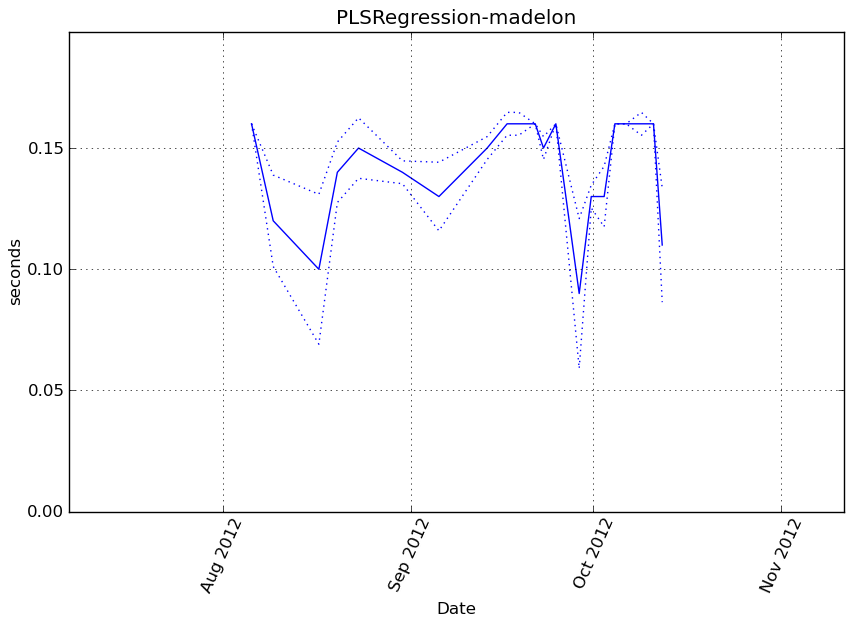 PLSRegression-madelon
seconds
0.15
0.10
0.05
0.00
Aug 2012
Sep 2012
Oct 2012
Nov 2012
Date